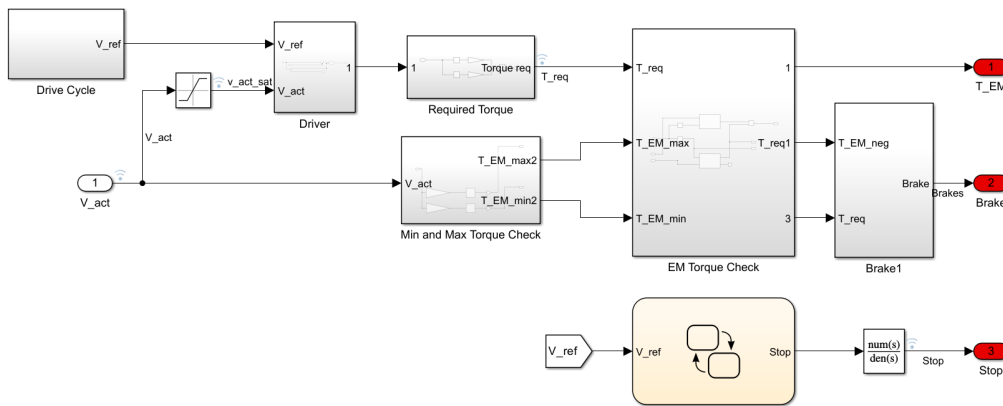 V_ref
Drive Cycle
V_ref
V_act
1
Driver
v_act_sat
V_act
1
V_act
1
Torque req
Required Torque
T_req
V_act
T_EM_max2
T_EM_min2
Min and Max Torque Check
T_req
T_EM_max
T_EM_min
1
T_req1
3
EM Torque Check
T_EM_neg
T_req
Brake
Brake1
Brakes
1
T_EM
2
Brake
V_ref
V_ref
Stop
num(s)
den(s)
Stop
3
Stop